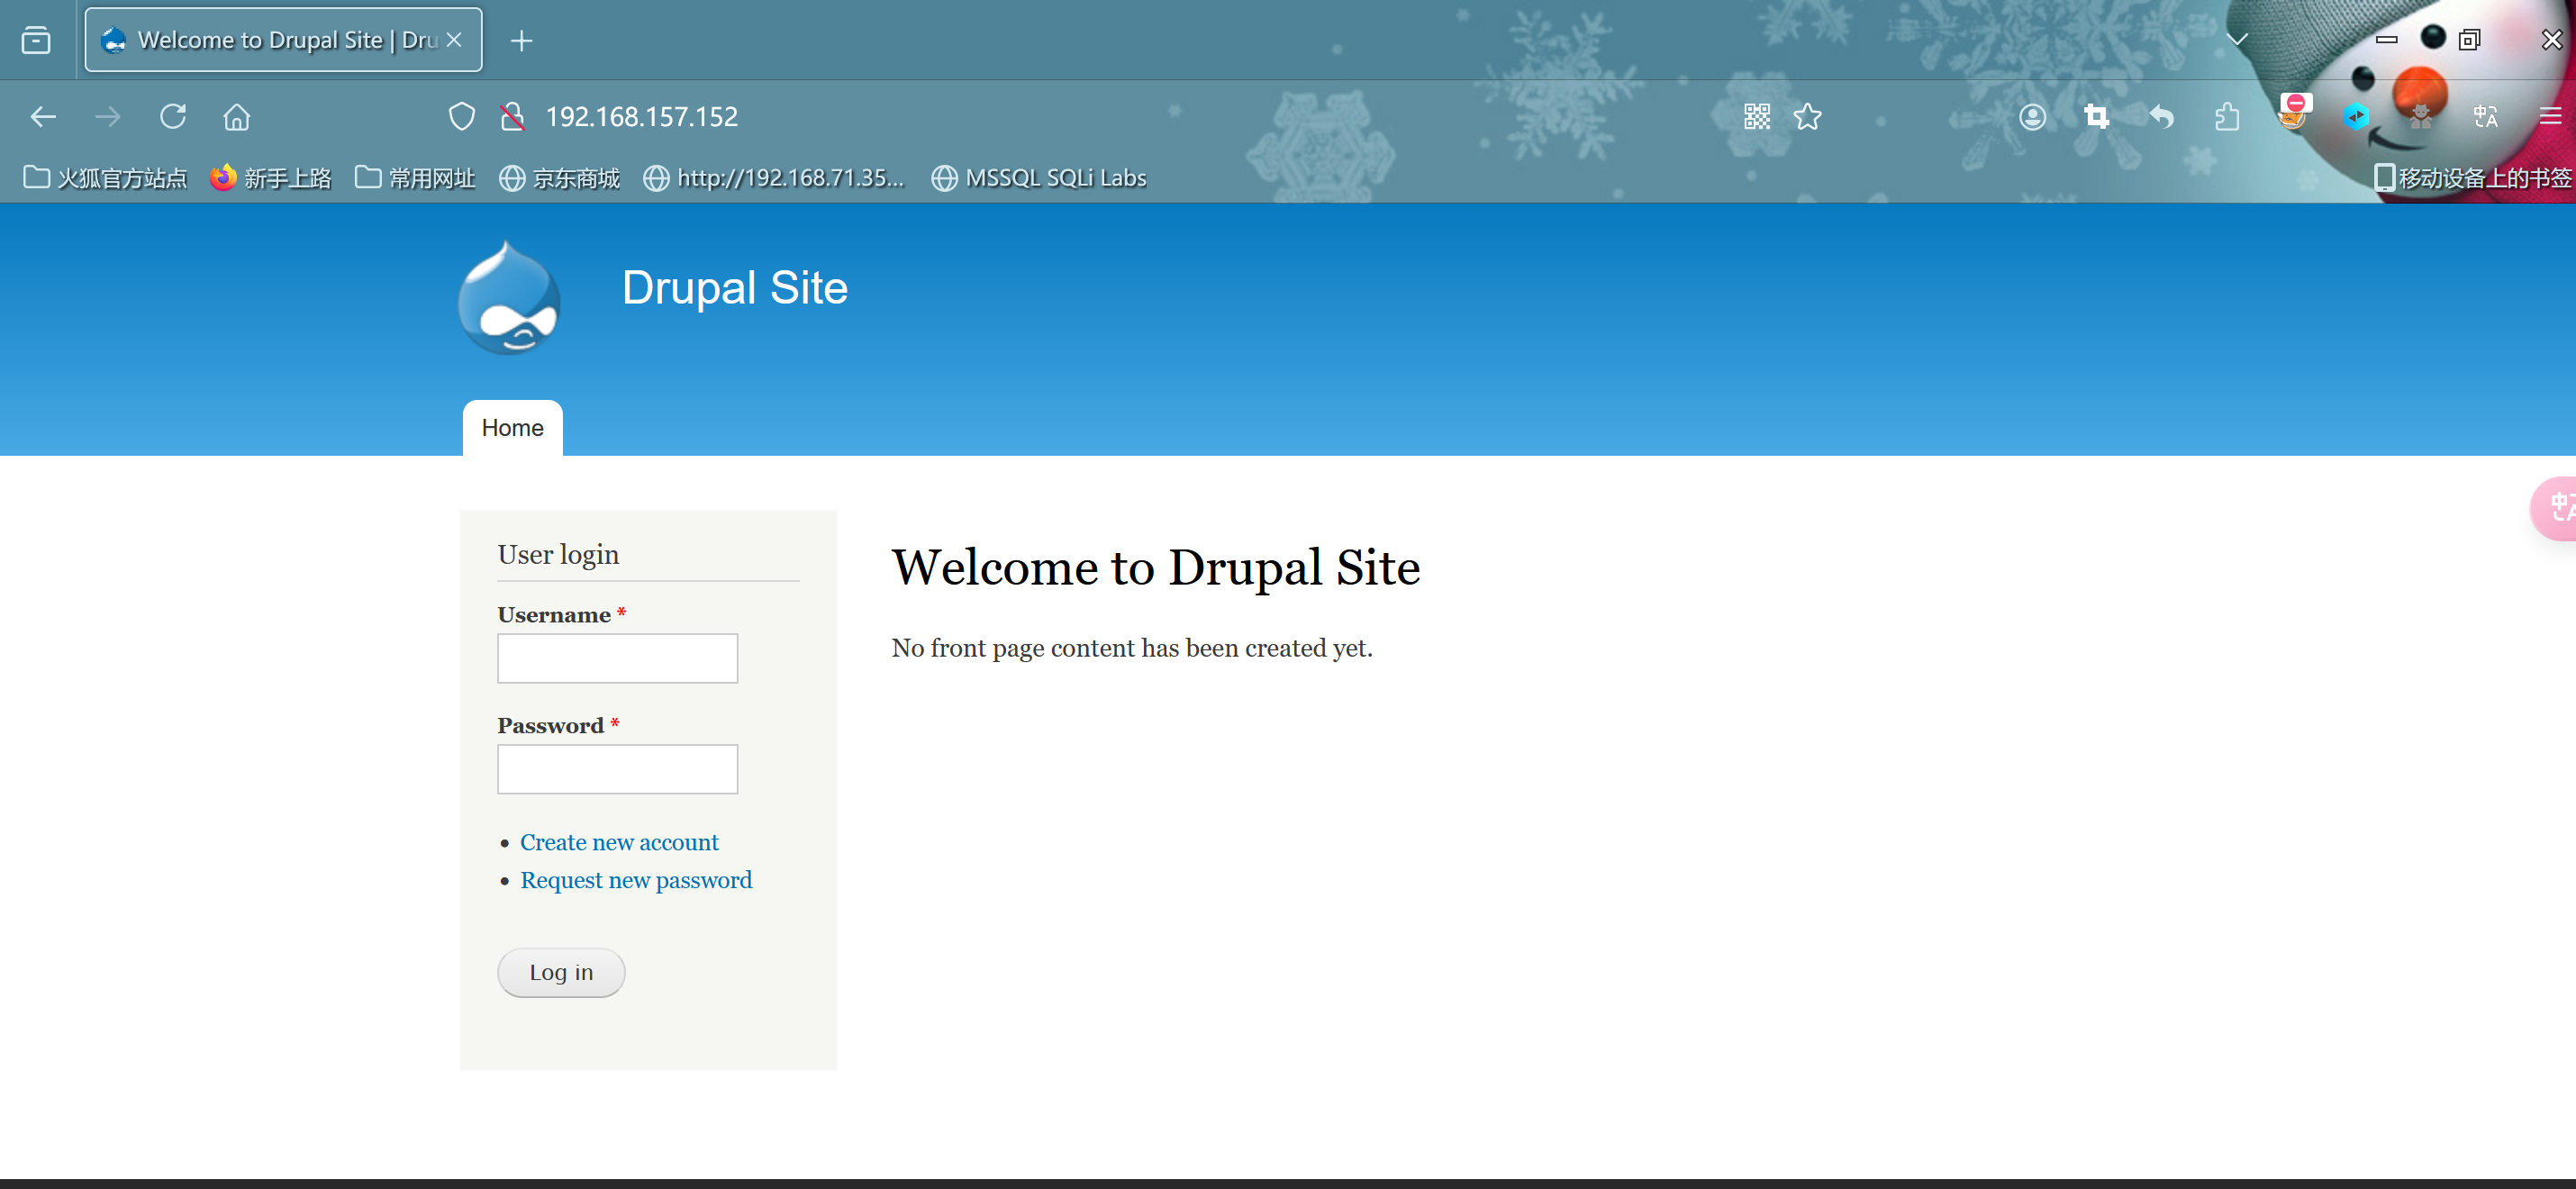 Welcome to Drupal Site | Dru
192.168.157.152
火狐官方站点 新手上路 常用网址 京东商城 http://192.168.71.35... MSSQL SQLi Labs 移动设备上的书签
Drupal Site
Home
User login
Username *
Password *
Create new account
Request new password
Log in
Welcome to Drupal Site
No front page content has been created yet.